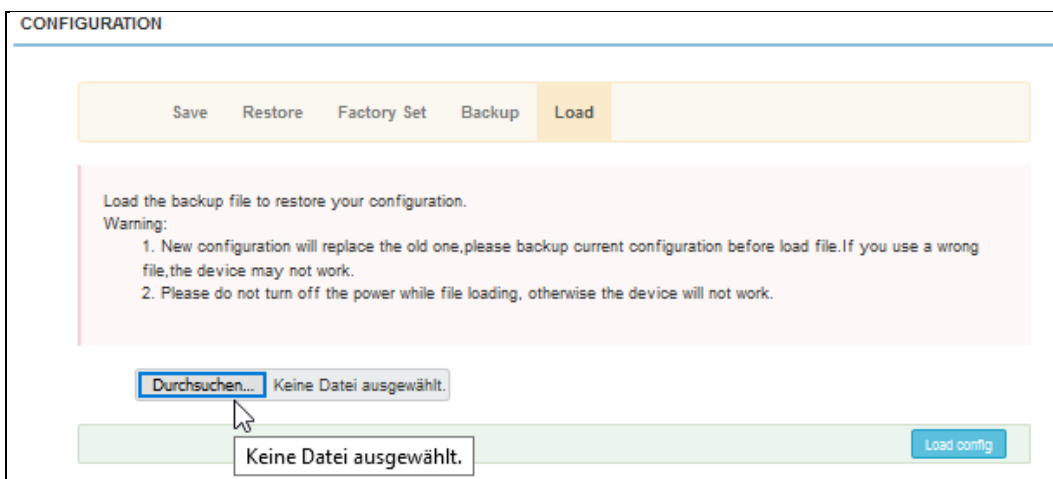 CONFIGURATION
Save Restore Factory Set Backup Load
Load the backup file to restore your configuration.
Warning:
1. New configuration will replace the old one,please backup current configuration before load file.If you use a wrong
file,the device may not work.
2. Please do not turn off the power while file loading, otherwise the device will not work.
Durchsuchen... Keine Datei ausgewählt.
Load config
Keine Datei ausgewählt.